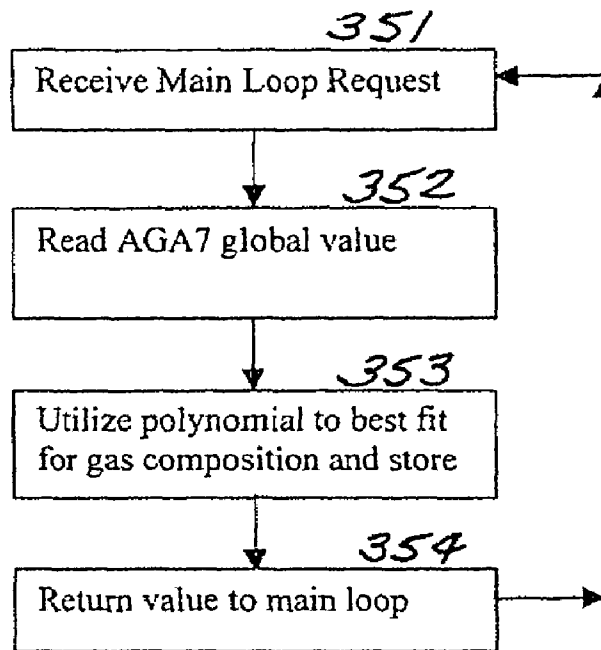 351
Receive Main Loop Request
352
Read AGA7 global value
353
Utilize polynomial to best fit
for gas composition and store
354
Return value to main loop